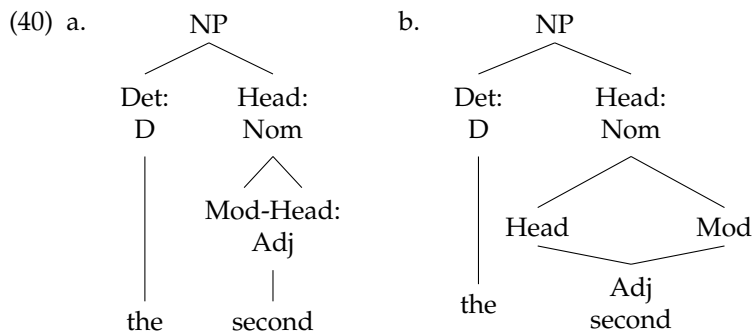 (40) a. NP b. NP
Det: Head: Det: Head:
D Nom D Nom
Mod-Head: Head Mod
Adj Adj
the second the second